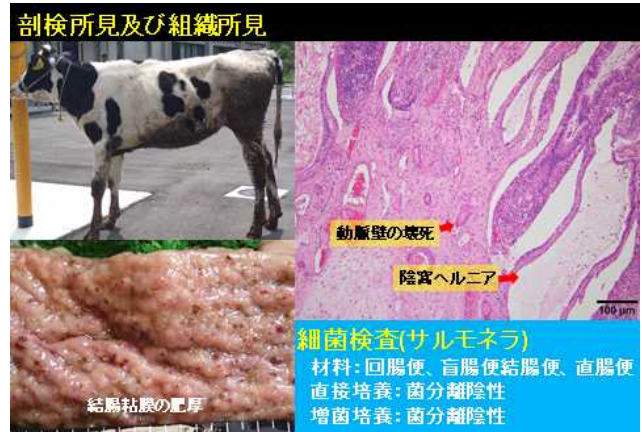 剖検所見及び組織所見
動脈壁の壊死
陰窩ヘルニア
100 μm
結腸粘膜の肥厚
細菌検査(サルモネラ)
材料:回腸便、盲腸便結腸便、直腸便
直接培養:菌分離陰性
増菌培養:菌分離陰性